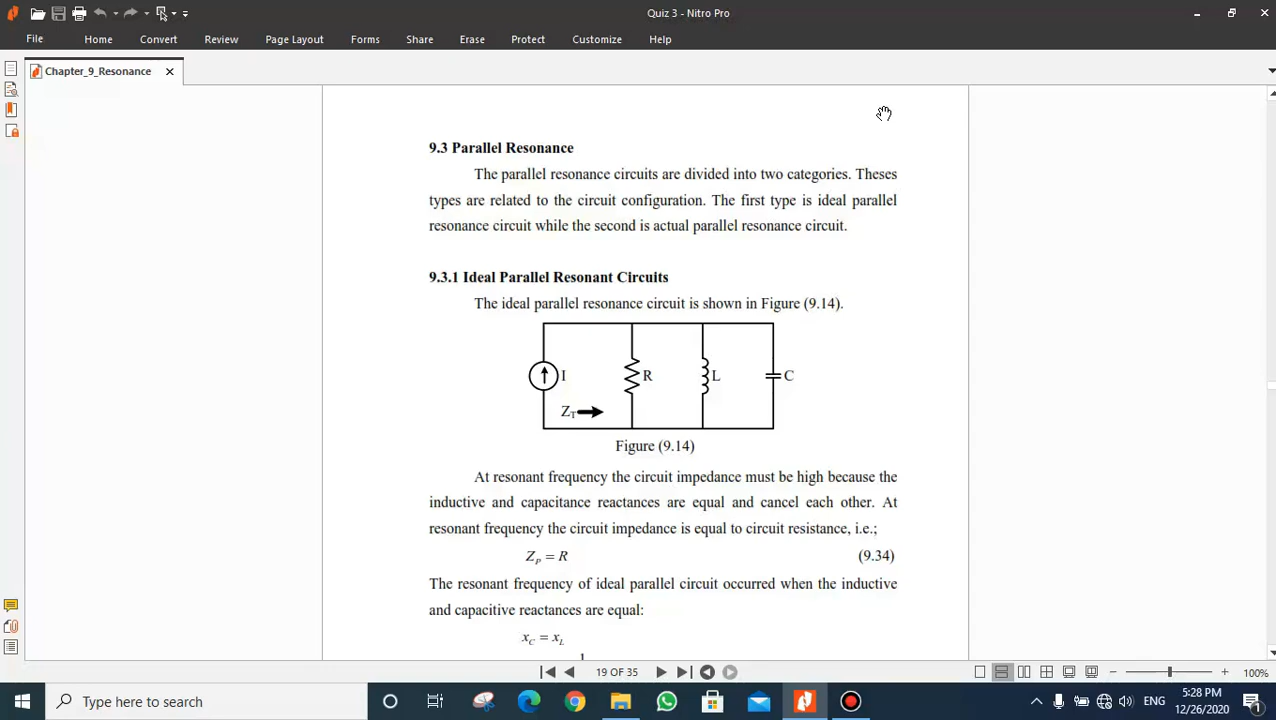 Quiz 3 - Nitro Pro
File Home Convert Review Page Layout Forms Share Erase Protect Customize Help
Chapter_9_Resonance
9.3 Parallel Resonance
The parallel resonance circuits are divided into two categories. Theses
types are related to the circuit configuration. The first type is ideal parallel
resonance circuit while the second is actual parallel resonance circuit.
9.3.1 Ideal Parallel Resonant Circuits
The ideal parallel resonance circuit is shown in Figure (9.14).
I R L C
Z_T
Figure (9.14)
At resonant frequency the circuit impedance must be high because the
inductive and capacitance reactances are equal and cancel each other. At
resonant frequency the circuit impedance is equal to circuit resistance, i.e.;
Z_P = R (9.34)
The resonant frequency of ideal parallel circuit occurred when the inductive
and capacitive reactances are equal:
x_C = x_L
1
19 OF 35 100%
Type here to search
ENG
5:28 PM
12/26/2020
1